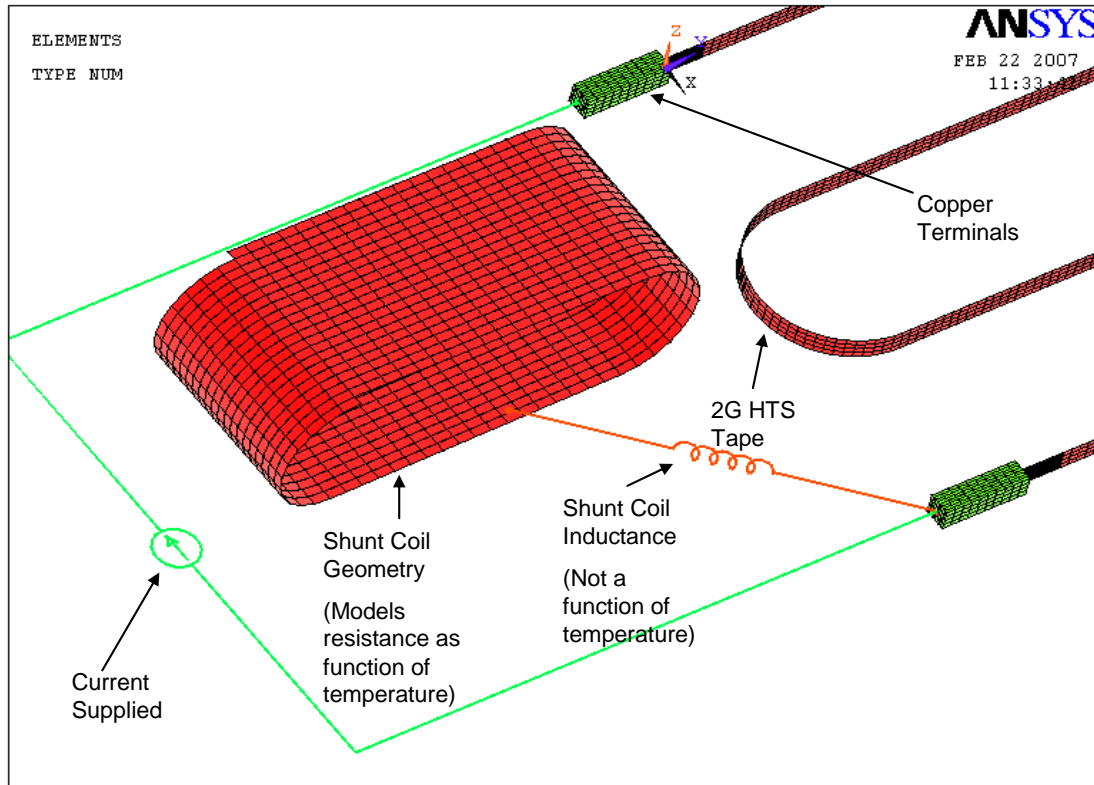 ELEMENTS
TYPE NUM
ANSYS
FEB 22 2007
Z
Y
X
Copper
Terminals
2G HTS
Tape
Shunt Coil
Geometry
(Models
resistance as
function of
temperature)
Shunt Coil
Inductance
(Not a
function of
temperature)
Current
Supplied